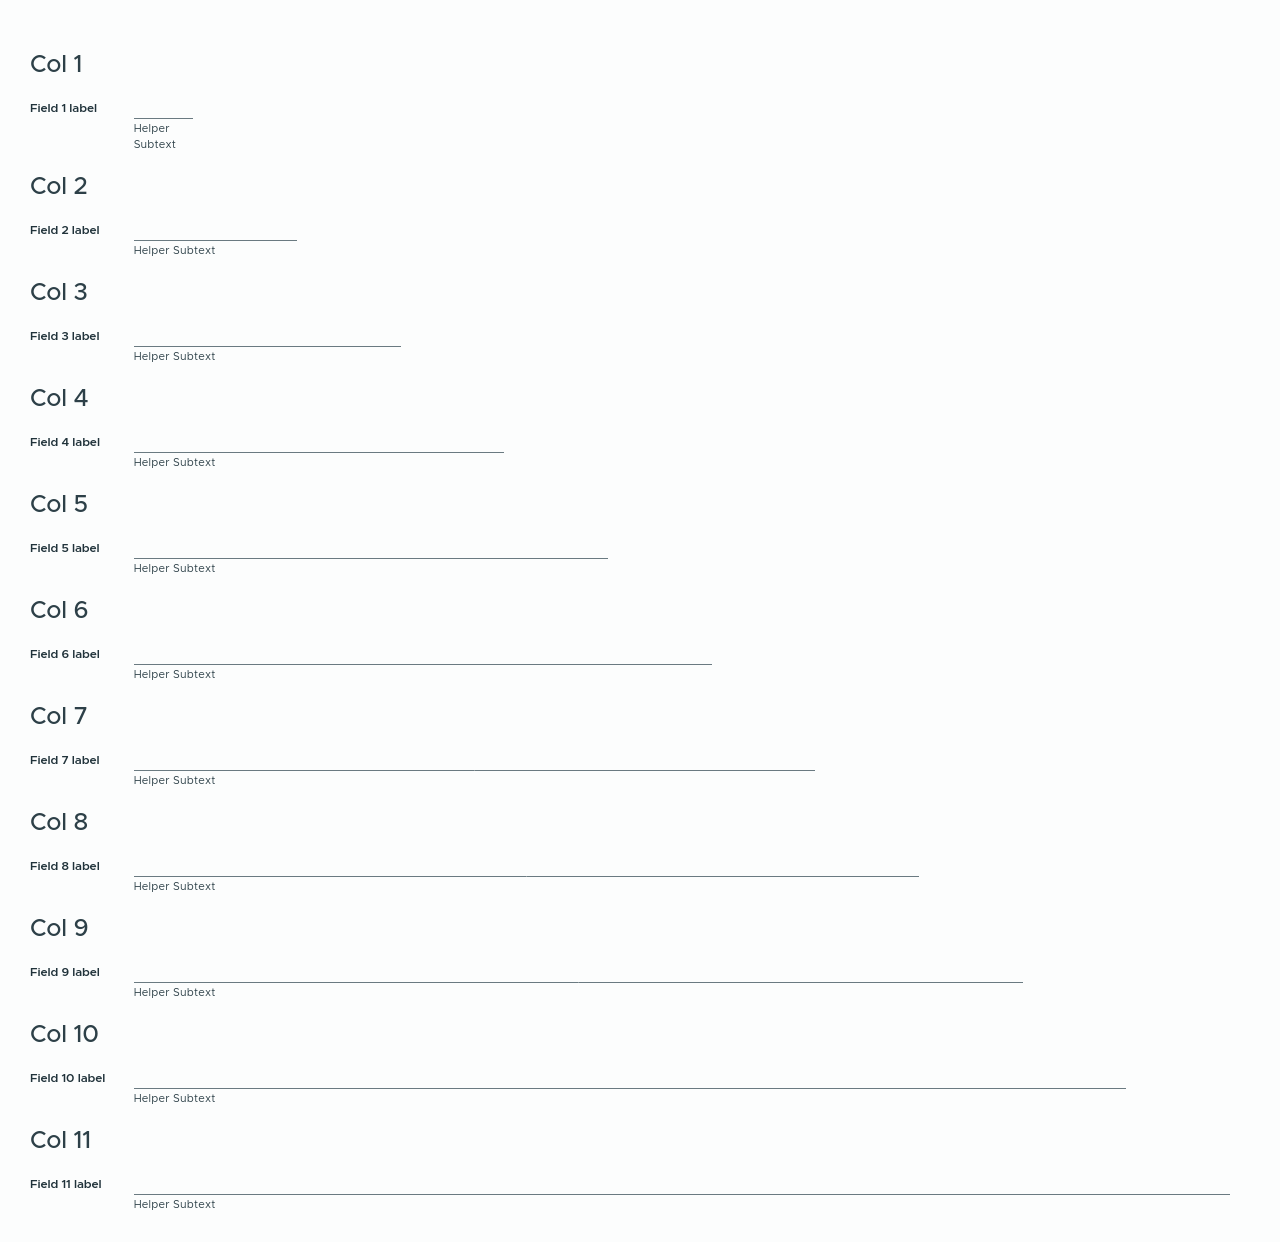 Col 1
Field 1 label
Helper
Subtext
Col 2
Field 2 label
Helper Subtext
Col 3
Field 3 label
Helper Subtext
Col 4
Field 4 label
Helper Subtext
Col 5
Field 5 label
Helper Subtext
Col 6
Field 6 label
Helper Subtext
Col 7
Field 7 label
Helper Subtext
Col 8
Field 8 label
Helper Subtext
Col 9
Field 9 label
Helper Subtext
Col 10
Field 10 label
Helper Subtext
Col 11
Field 11 label
Helper Subtext